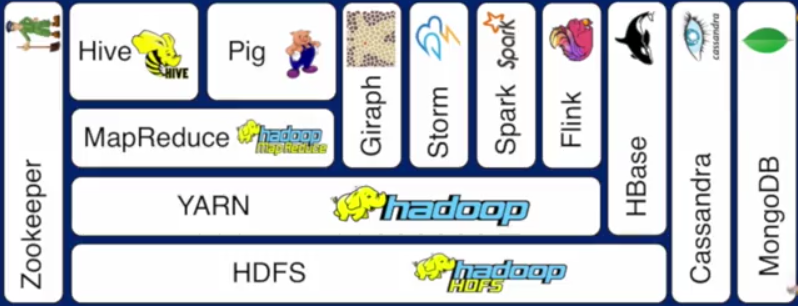 Zookeeper
Hive
HIVE
Pig
MapReduce
hadoop
MapReduce
Giraph
Storm
Spark
Spark
Flink
HBase
Cassandra
cassandra
MongoDB
YARN
hadoop
HDFS
hadoop
HDFS